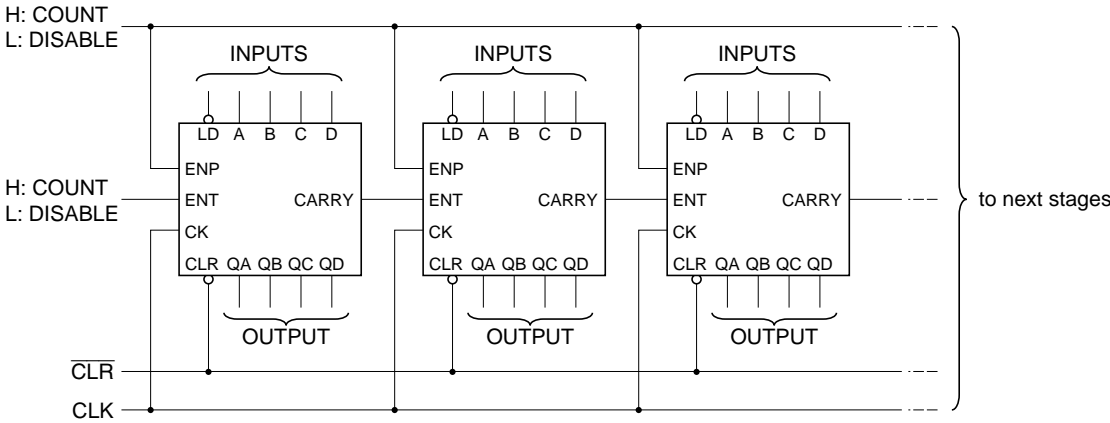 H: COUNT
L: DISABLE
INPUTS INPUTS INPUTS
LD A B C D LD A B C D LD A B C D
ENP ENP ENP
H: COUNT
L: DISABLE
ENT CARRY ENT CARRY ENT CARRY
to next stages
CK CK CK
CLR QA QB QC QD CLR QA QB QC QD CLR QA QB QC QD
OUTPUT OUTPUT OUTPUT
C̅L̅R̅
CLK